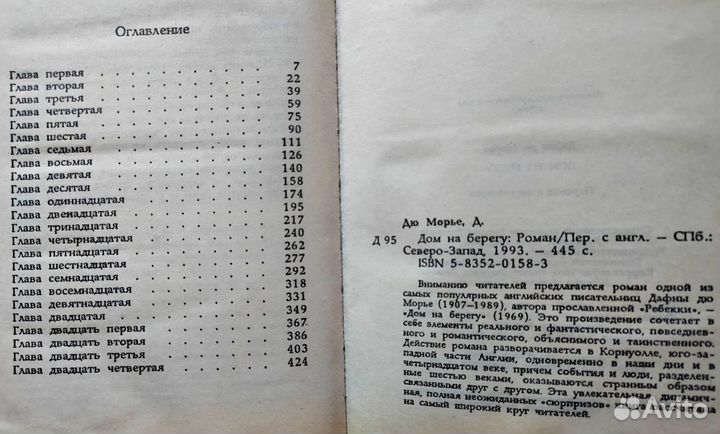 Оглавление
Глава первая 7
Глава вторая 22
Глава третья 39
Глава четвертая 59
Глава пятая 75
Глава шестая 90
Глава седьмая 111
Глава восьмая 126
Глава девятая 140
Глава десятая 158
Глава одиннадцатая 174
Глава двенадцатая 195
Глава тринадцатая 217
Глава четырнадцатая 240
Глава пятнадцатая 262
Глава шестнадцатая 277
Глава семнадцатая 292
Глава восемнадцатая 318
Глава девятнадцатая 331
Глава двадцатая 349
Глава двадцать первая 367
Глава двадцать вторая 386
Глава двадцать третья 403
Глава двадцать четвертая 424
Дю Морье, Д.
Д 95 Дом на берегу: Роман/Пер. с англ. — СПб.:
Северо-Запад, 1993. — 445 с.
ISBN 5-8352-0158-3
Вниманию читателей предлагается роман одной из
самых популярных английских писательниц Дафны дю
Морье (1907—1989), автора прославленной «Ребекки», —
«Дом на берегу» (1969). Это произведение сочетает в
себе элементы реального и фантастического, повседнев-
ного и романтического, объяснимого и таинственного.
Действие романа разворачивается в Корнуолле, юго-за-
падной части Англии, одновременно в наши дни и в
четырнадцатом веке, причем события и люди, разделен-
ные шестью веками, оказываются странным образом
связанными друг с другом. Эта увлекательная, динамич-
ная, полная неожиданных «сюрпризов» книга
на самый широкий круг читателей.
Avito